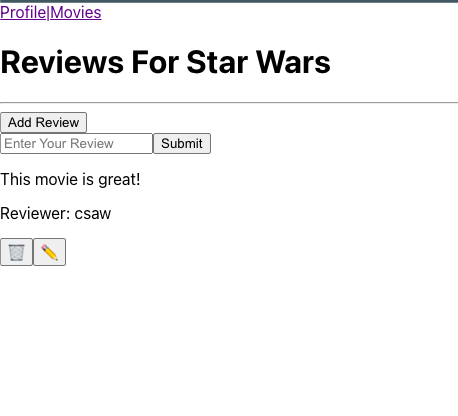 Profile|Movies
Reviews For Star Wars
Add Review
Enter Your Review Submit
This movie is great!
Reviewer: csaw